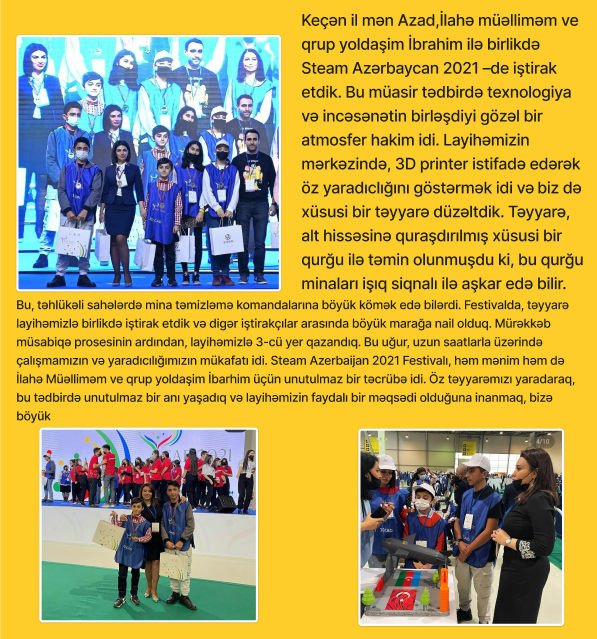 Keçən il mən Azad,İlahə müəllimәm ve
qrup yoldaşim İbrahim ilə birlikdə
Steam Azərbaycan 2021 –de iştirak
etdik. Bu müasir tədbirdə texnologiya
və incəsənətin birləşdiyi gözəl bir
atmosfer hakim idi. Layihəmizin
mərkəzində, 3D printer istifadə edərək
öz yaradıclığını göstərmək idi və biz də
xüsusi bir təyyarə düzəltdik. Təyyarə,
alt hissəsinə quraşdırılmış xüsusi bir
qurğu ilə təmin olunmuşdu ki, bu qurğu
minaları işıq siqnalı ilə aşkar edə bilir.
Bu, təhlükəli sahələrdə mina təmizləmə komandalarına böyük kömək edə bilərdi. Festivalda, təyyarə
layihəmizlə birlikdə iştirak etdik və digər iştirakçılar arasında böyük marağa nail olduq. Mürəkkəb
müsabiqə prosesinin ardından, layihəmizlə 3-cü yer qazandıq. Bu uğur, uzun saatlarla üzərində
çalışmamızın və yaradıcılığımızın mükafatı idi. Steam Azerbaijan 2021 Festivalı, həm mənim həm də
İlahə Müəllimәm ve qrup yoldaşim İbarhim üçün unutulmaz bir təcrübə idi. Öz təyyarəmızı yaradaraq,
bu tədbirdə unutulmaz bir anı yaşadıq və layihəmizin faydalı bir məqsədi olduğuna inanmaq, bizə
böyük
2021
4/10